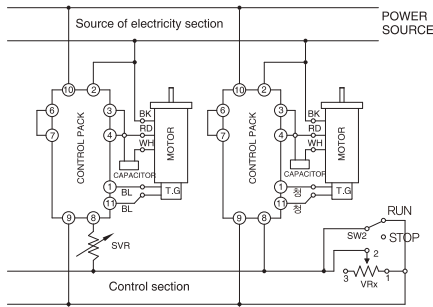 Source of electricity section
POWER
SOURCE
10
2
10
2
6
3
BK
6
3
BK
7
4
RD
7
4
RD
WH
WH
CONTROL PACK
MOTOR
CONTROL PACK
MOTOR
CAPACITOR
CAPACITOR
1
BL
T.G
1
T.G
11
BL
11
9
8
9
8
RUN
SW2
STOP
SVR
2
Control section
3
VRx
1